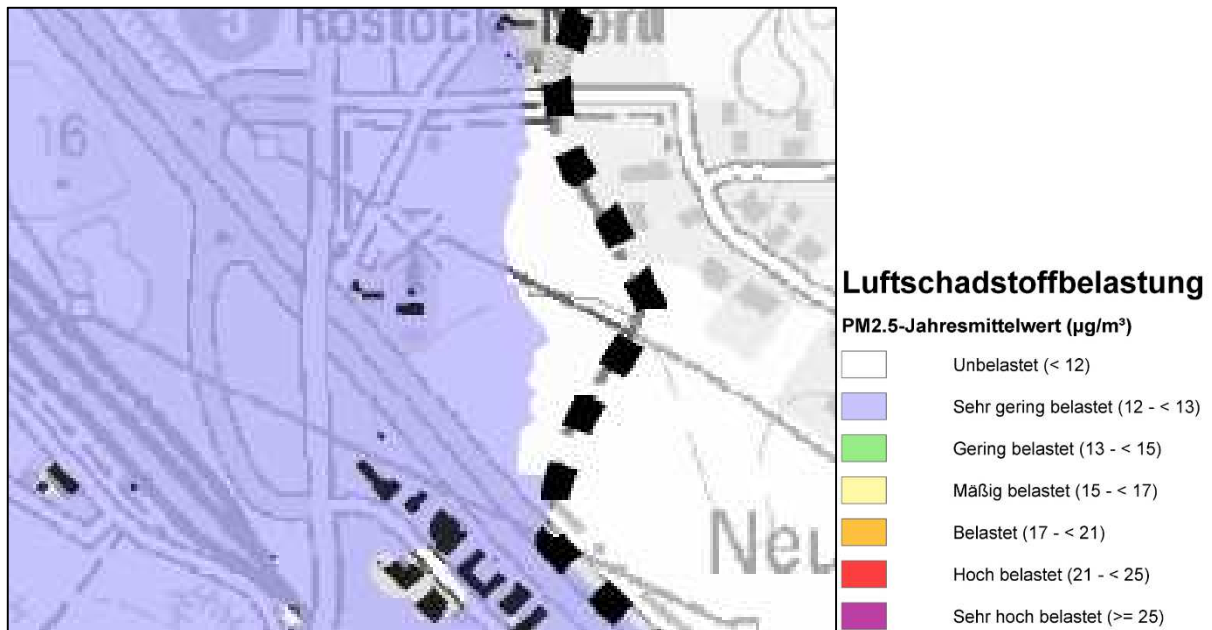 Rostock-Nord
16
Neu
Luftschadstoffbelastung
PM2.5-Jahresmittelwert (µg/m³)
Unbelastet (< 12)
Sehr gering belastet (12 - < 13)
Gering belastet (13 - < 15)
Mäßig belastet (15 - < 17)
Belastet (17 - < 21)
Hoch belastet (21 - < 25)
Sehr hoch belastet (>= 25)